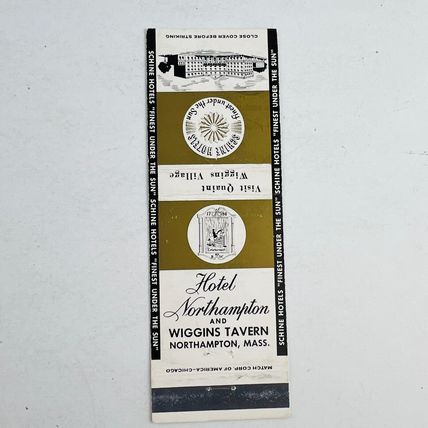 CLOSE COVER BEFORE STRIKING
SCHINE HOTELS
"Finest Under the Sun"
Visit Quaint
Wiggins Village
Hotel
Northampton
AND
WIGGINS TAVERN
NORTHAMPTON, MASS.
MATCH CORP. OF AMERICA-CHICAGO
SCHINE HOTELS "FINEST UNDER THE SUN" SCHINE HOTELS "FINEST UNDER THE SUN"
SCHINE HOTELS "FINEST UNDER THE SUN" SCHINE HOTELS "FINEST UNDER THE SUN"